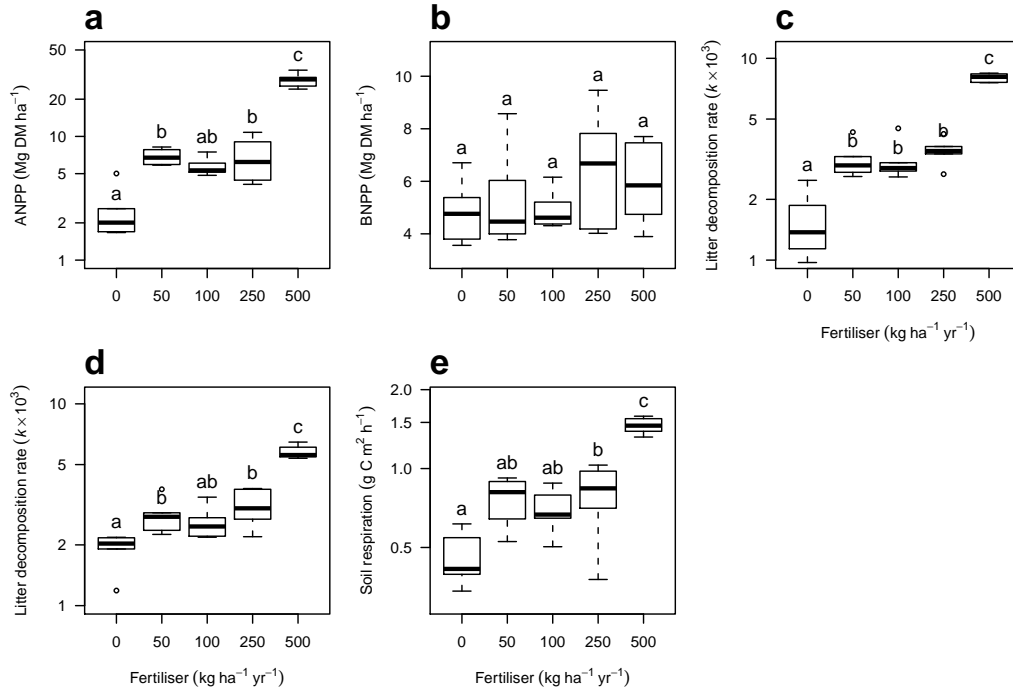 a
ANPP (Mg DM ha⁻¹)
50
20
10
5
2
1
a
b
ab
b
c
0 50 100 250 500
b
BNPP (Mg DM ha⁻¹)
10
8
6
4
a
a
a
a
a
0 50 100 250 500
c
Litter decomposition rate (k × 10³)
10
5
2
1
a
b
b
b
c
0 50 100 250 500
Fertiliser (kg ha⁻¹ yr⁻¹)
d
Litter decomposition rate (k × 10³)
10
5
2
1
a
b
ab
b
c
0 50 100 250 500
Fertiliser (kg ha⁻¹ yr⁻¹)
e
Soil respiration (g C m² h⁻¹)
2.0
1.5
1.0
0.5
a
ab
ab
b
c
0 50 100 250 500
Fertiliser (kg ha⁻¹ yr⁻¹)